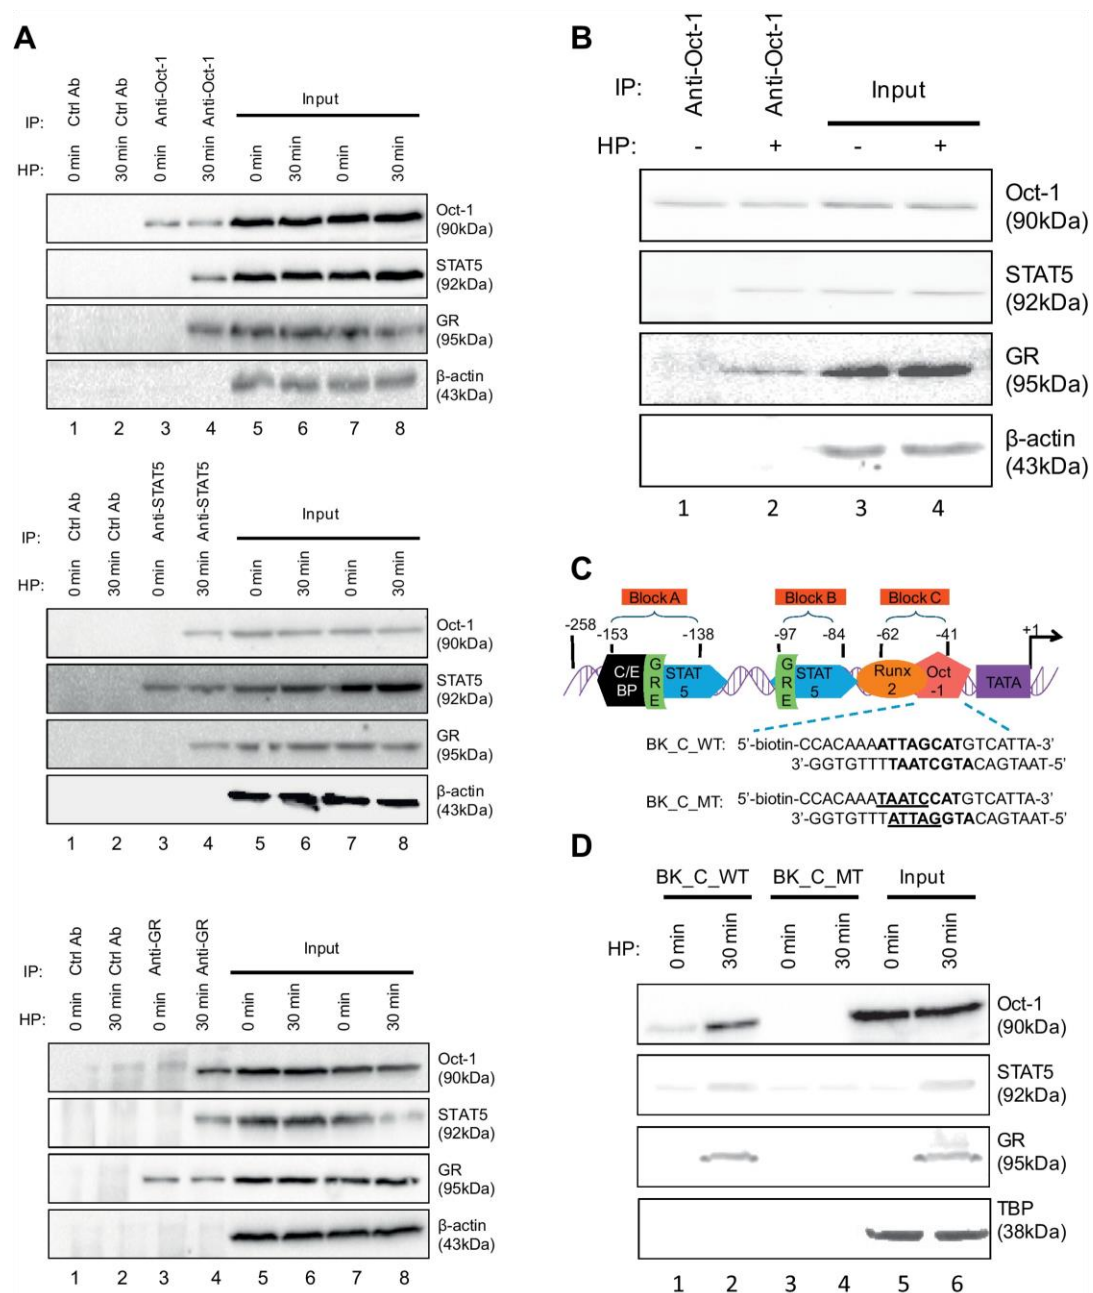 A
IP: Ctrl Ab Ctrl Ab Anti-Oct-1 Anti-Oct-1 Input
HP: 0 min 30 min 0 min 30 min 0 min 30 min 0 min 30 min
Oct-1
(90kDa)
STAT5
(92kDa)
GR
(95kDa)
β-actin
(43kDa)
1 2 3 4 5 6 7 8
IP: Ctrl Ab Ctrl Ab Anti-STAT5 Anti-STAT5 Input
HP: 0 min 30 min 0 min 30 min 0 min 30 min 0 min 30 min
Oct-1
(90kDa)
STAT5
(92kDa)
GR
(95kDa)
β-actin
(43kDa)
1 2 3 4 5 6 7 8
IP: Ctrl Ab Ctrl Ab Anti-GR Anti-GR Input
HP: 0 min 30 min 0 min 30 min 0 min 30 min 0 min 30 min
Oct-1
(90kDa)
STAT5
(92kDa)
GR
(95kDa)
β-actin
(43kDa)
1 2 3 4 5 6 7 8
B
IP: Anti-Oct-1 Anti-Oct-1 Input
HP: - + - +
Oct-1
(90kDa)
STAT5
(92kDa)
GR
(95kDa)
β-actin
(43kDa)
1 2 3 4
C
Block A Block B Block C
-258 -153 -138 -97 -84 -62 -41 +1
C/E
BP
G
R
E
STAT
5
G
R
E
STAT
5
Runx
2
Oct
-1
TATA
BK_C_WT: 5'-biotin-CCACAAAATTAGCATGTCATTA-3'
3'-GGTGTTTTAATCGTACAGTAAT-5'
BK_C_MT: 5'-biotin-CCACAAATAATCCATGTCATTA-3'
3'-GGTGTTTATTAGGTACAGTAAT-5'
D
BK_C_WT BK_C_MT Input
HP: 0 min 30 min 0 min 30 min 0 min 30 min
Oct-1
(90kDa)
STAT5
(92kDa)
GR
(95kDa)
TBP
(38kDa)
1 2 3 4 5 6